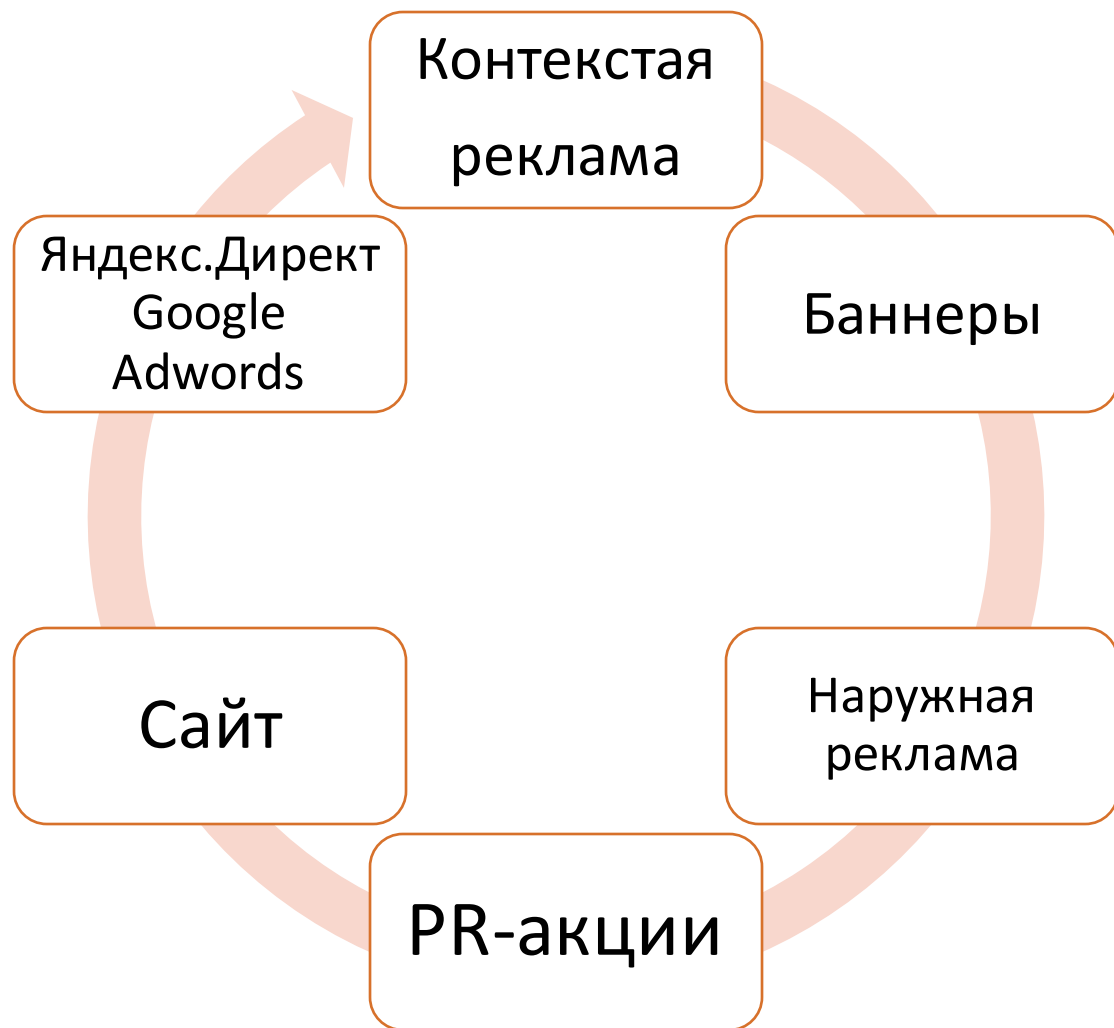 Контекстая
реклама
Баннеры
Наружная
реклама
PR-акции
Сайт
Яндекс.Директ
Google
Adwords